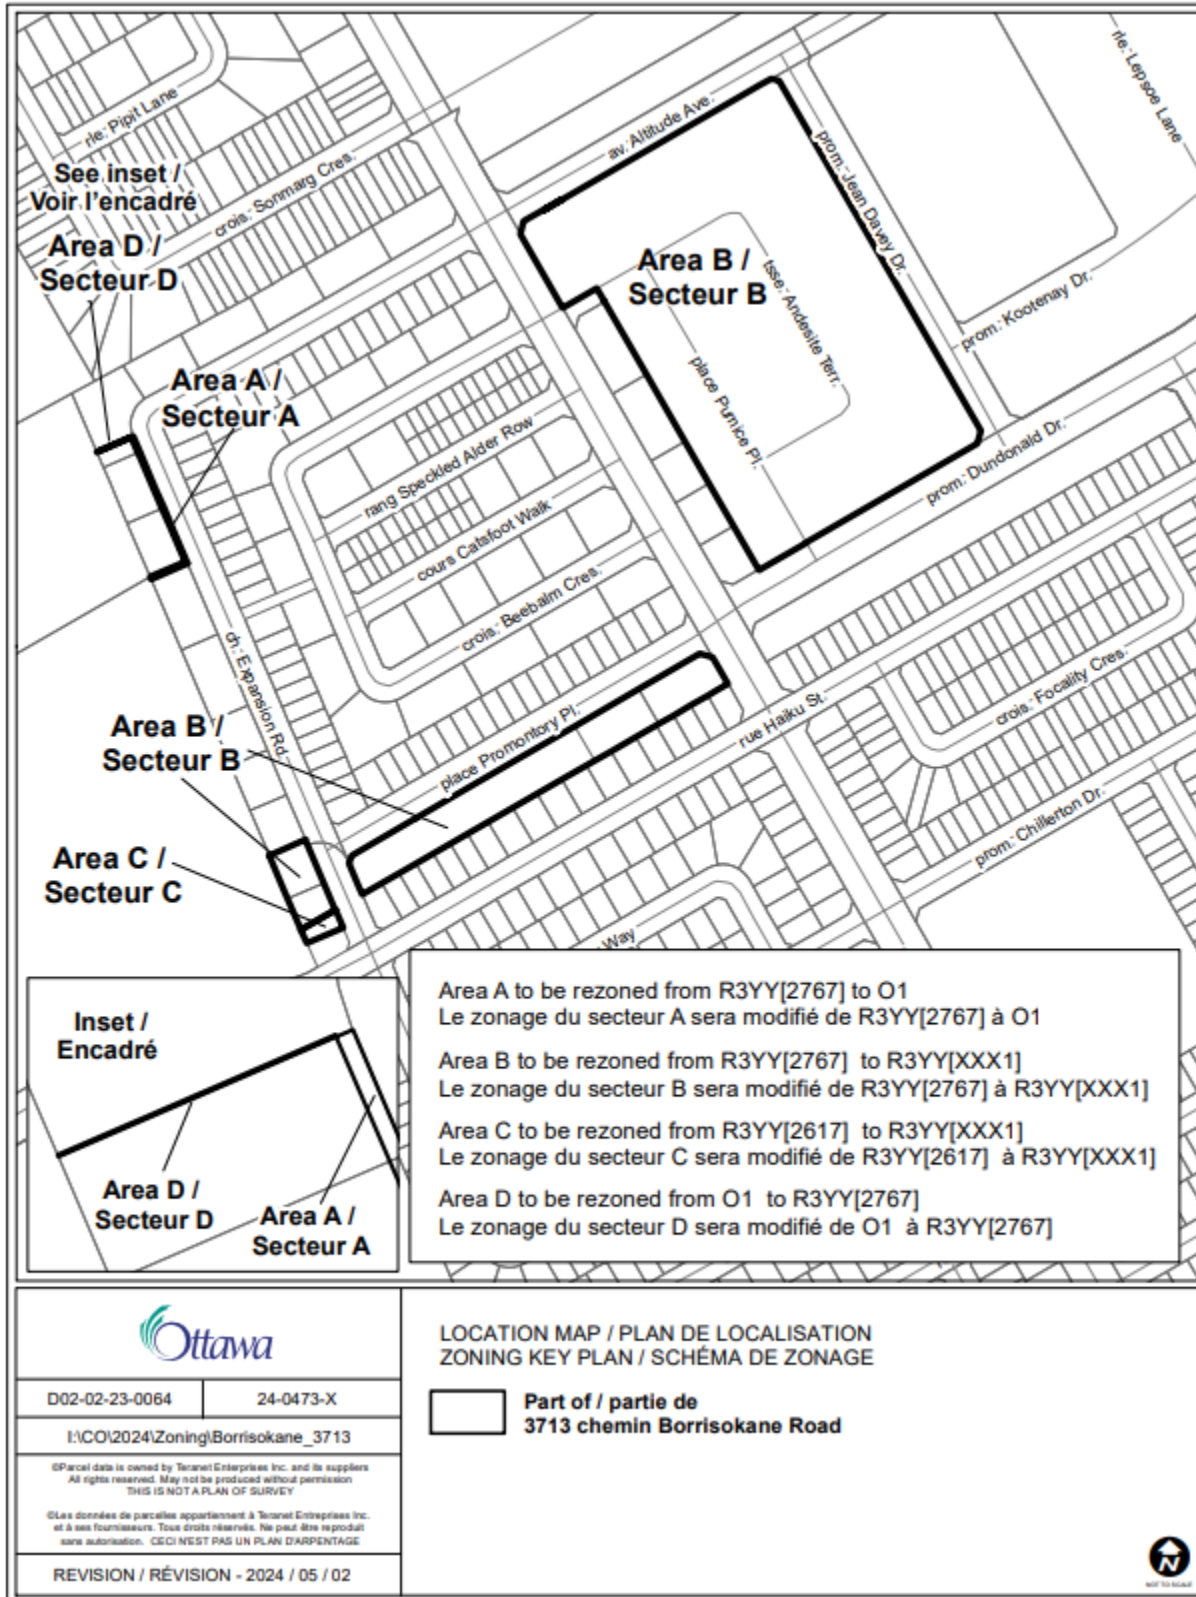 rle: Pipit Lane
See inset /
Voir l'encadré
Area D /
Secteur D
crois: Sonmarg Cres.
av: Altitude Ave.
prom: Jean Davey Dr.
rle: Lepsoe Lane
Area B /
Secteur B
tsse: Andesite Terr.
place Pumice Pl.
prom: Kootenay Dr.
Area A /
Secteur A
rang Speckled Alder Row
cours Catsfoot Walk
crois: Beebalm Cres.
prom: Dundonald Dr.
ch: Expansion Rd.
Area B /
Secteur B
place Promontory Pl.
rue Haiku St.
crois: Focality Cres.
prom: Chillerton Dr.
Area C /
Secteur C
Way
Inset /
Encadré
Area D /
Secteur D
Area A /
Secteur A
Area A to be rezoned from R3YY[2767] to O1
Le zonage du secteur A sera modifié de R3YY[2767] à O1
Area B to be rezoned from R3YY[2767] to R3YY[XXX1]
Le zonage du secteur B sera modifié de R3YY[2767] à R3YY[XXX1]
Area C to be rezoned from R3YY[2617] to R3YY[XXX1]
Le zonage du secteur C sera modifié de R3YY[2617] à R3YY[XXX1]
Area D to be rezoned from O1 to R3YY[2767]
Le zonage du secteur D sera modifié de O1 à R3YY[2767]
Ottawa
D02-02-23-0064
24-0473-X
I:\CO\2024\Zoning\Borrisokane_3713
©Parcel data is owned by Teranet Enterprises Inc. and its suppliers
All rights reserved. May not be produced without permission
THIS IS NOT A PLAN OF SURVEY
©Les données de parcelles appartiennent à Teranet Entreprises Inc.
et à ses fournisseurs. Tous droits réservés. Ne peut être reproduit
sans autorisation. CECI N'EST PAS UN PLAN D'ARPENTAGE
REVISION / RÉVISION - 2024 / 05 / 02
LOCATION MAP / PLAN DE LOCALISATION
ZONING KEY PLAN / SCHÉMA DE ZONAGE
Part of / partie de
3713 chemin Borrisokane Road
N
NOT TO SCALE